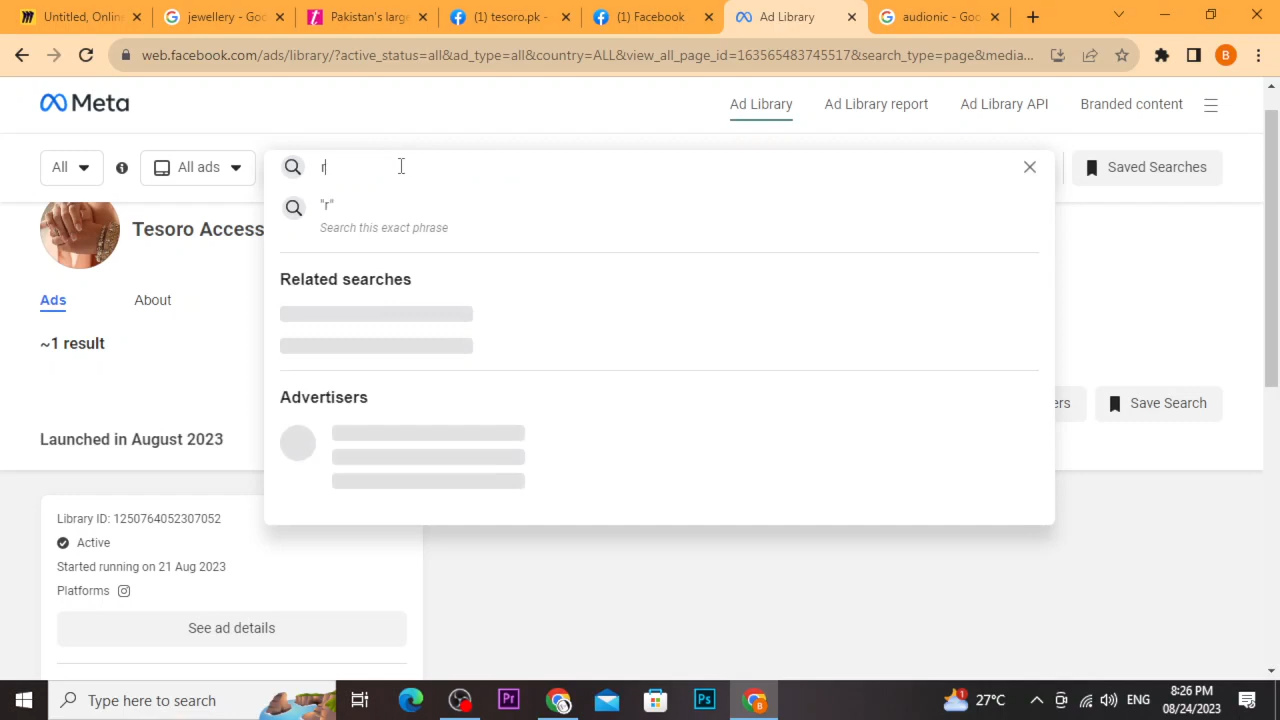 Untitled, Onlin
jewellery - Goo
Pakistan's large
(1) tesoro.pk -
(1) Facebook
Ad Library
audionic - Goo
web.facebook.com/ads/library/?active_status=all&ad_type=all&country=ALL&view_all_page_id=163565483745517&search_type=page&media...
B
Meta
Ad Library
Ad Library report
Ad Library API
Branded content
All
All ads
r
Saved Searches
"r"
Search this exact phrase
Tesoro Access
Related searches
Ads
About
~1 result
Advertisers
ers
Save Search
Launched in August 2023
Library ID: 1250764052307052
Active
Started running on 21 Aug 2023
Platforms
See ad details
Type here to search
Pr
Ps
B
1
27°C
ENG
8:26 PM
08/24/2023